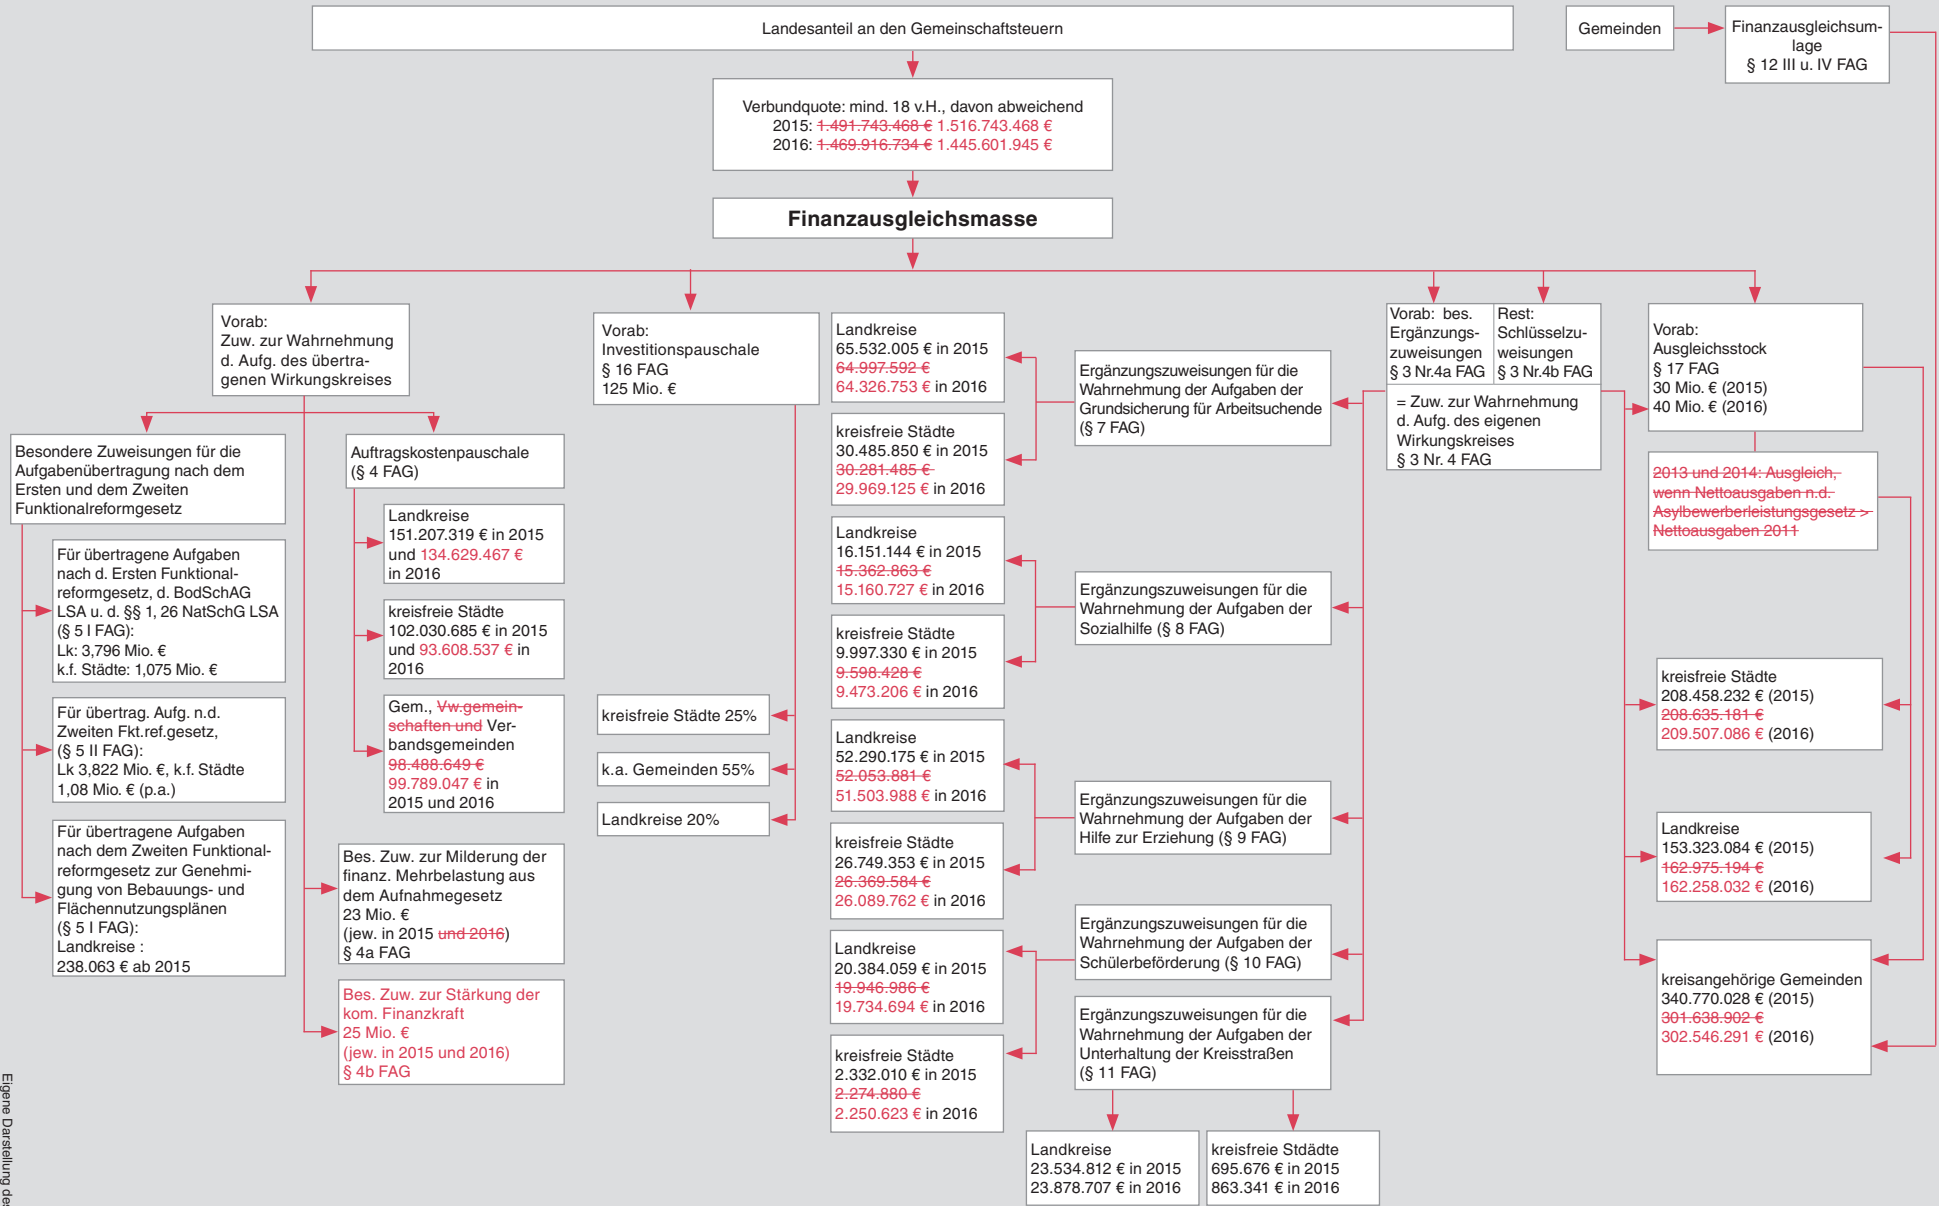 Landesanteil an den Gemeinschaftsteuern
Gemeinden
Finanzausgleichsum-
lage
§ 12 III u. IV FAG
Verbundquote: mind. 18 v.H., davon abweichend
2015: 1.491.743.468 € 1.516.743.468 €
2016: 1.469.916.734 € 1.445.601.945 €
Finanzausgleichsmasse
Vorab:
Zuw. zur Wahrnehmung
d. Aufg. des übertra-
genen Wirkungskreises
Besondere Zuweisungen für die
Aufgabenübertragung nach dem
Ersten und dem Zweiten
Funktionalreformgesetz
Für übertragene Aufgaben
nach d. Ersten Funktional-
reformgesetz, d. BodSchAG
LSA u. d. §§ 1, 26 NatSchG LSA
(§ 5 I FAG):
Lk: 3,796 Mio. €
k.f. Städte: 1,075 Mio. €
Für übertrag. Aufg. n.d.
Zweiten Fkt.ref.gesetz,
(§ 5 II FAG):
Lk 3,822 Mio. €, k.f. Städte
1,08 Mio. € (p.a.)
Für übertragene Aufgaben
nach dem Zweiten Funktional-
reformgesetz zur Genehmi-
gung von Bebauungs- und
Flächennutzungsplänen
(§ 5 I FAG):
Landkreise :
238.063 € ab 2015
Auftragskostenpauschale
(§ 4 FAG)
Landkreise
151.207.319 € in 2015
und 134.629.467 €
in 2016
kreisfreie Städte
102.030.685 € in 2015
und 93.608.537 € in
2016
Gem., Vw.gemein-
schaften und Ver-
bandsgemeinden
98.488.649 €
99.789.047 € in
2015 und 2016
Bes. Zuw. zur Milderung der
finanz. Mehrbelastung aus
dem Aufnahmegesetz
23 Mio. €
(jew. in 2015 und 2016)
§ 4a FAG
Bes. Zuw. zur Stärkung der
kom. Finanzkraft
25 Mio. €
(jew. in 2015 und 2016)
§ 4b FAG
Vorab:
Investitionspauschale
§ 16 FAG
125 Mio. €
kreisfreie Städte 25%
k.a. Gemeinden 55%
Landkreise 20%
Landkreise
65.532.005 € in 2015
64.997.592 €
64.326.753 € in 2016
kreisfreie Städte
30.485.850 € in 2015
30.281.485 €
29.969.125 € in 2016
Landkreise
16.151.144 € in 2015
15.362.863 €
15.160.727 € in 2016
kreisfreie Städte
9.997.330 € in 2015
9.598.428 €
9.473.206 € in 2016
Landkreise
52.290.175 € in 2015
52.053.881 €
51.503.988 € in 2016
kreisfreie Städte
26.749.353 € in 2015
26.369.584 €
26.089.762 € in 2016
Landkreise
20.384.059 € in 2015
19.946.986 €
19.734.694 € in 2016
kreisfreie Städte
2.332.010 € in 2015
2.274.880 €
2.250.623 € in 2016
Ergänzungszuweisungen für die
Wahrnehmung der Aufgaben der
Grundsicherung für Arbeitsuchende
(§ 7 FAG)
Ergänzungszuweisungen für die
Wahrnehmung der Aufgaben der
Sozialhilfe (§ 8 FAG)
Ergänzungszuweisungen für die
Wahrnehmung der Aufgaben der
Hilfe zur Erziehung (§ 9 FAG)
Ergänzungszuweisungen für die
Wahrnehmung der Aufgaben der
Schülerbeförderung (§ 10 FAG)
Ergänzungszuweisungen für die
Wahrnehmung der Aufgaben der
Unterhaltung der Kreisstraßen
(§ 11 FAG)
Landkreise
23.534.812 € in 2015
23.878.707 € in 2016
kreisfreie Stdädte
695.676 € in 2015
863.341 € in 2016
Vorab: bes.
Ergänzungs-
zuweisungen
§ 3 Nr.4a FAG
Rest:
Schlüsselzu-
weisungen
§ 3 Nr.4b FAG
= Zuw. zur Wahrnehmung
d. Aufg. des eigenen
Wirkungskreises
§ 3 Nr. 4 FAG
Vorab:
Ausgleichsstock
§ 17 FAG
30 Mio. € (2015)
40 Mio. € (2016)
2013 und 2014: Ausgleich,
wenn Nettoausgaben n.d.
Asylbewerberleistungsgesetz >
Nettoausgaben 2011
kreisfreie Städte
208.458.232 € (2015)
208.635.181 €
209.507.086 € (2016)
Landkreise
153.323.084 € (2015)
162.975.194 €
162.258.032 € (2016)
kreisangehörige Gemeinden
340.770.028 € (2015)
301.638.902 €
302.546.291 € (2016)
Eigene Darstellung des